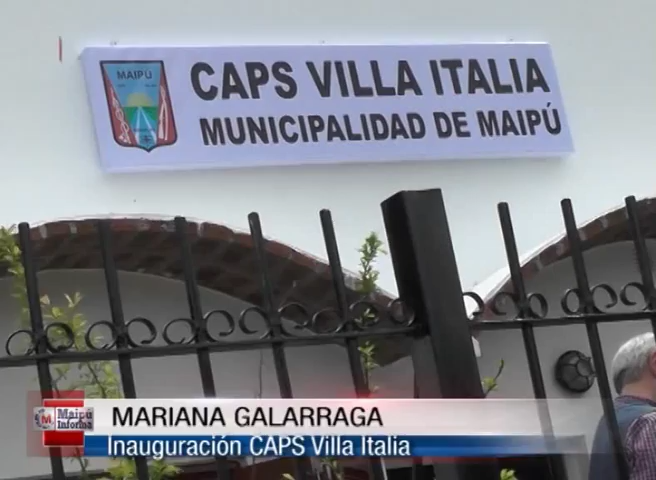 MAIPÚ
CAPS VILLA ITALIA
MUNICIPALIDAD DE MAIPÚ
MARIANA GALARRAGA
M Maipú
Informa
Inauguración CAPS Villa Italia